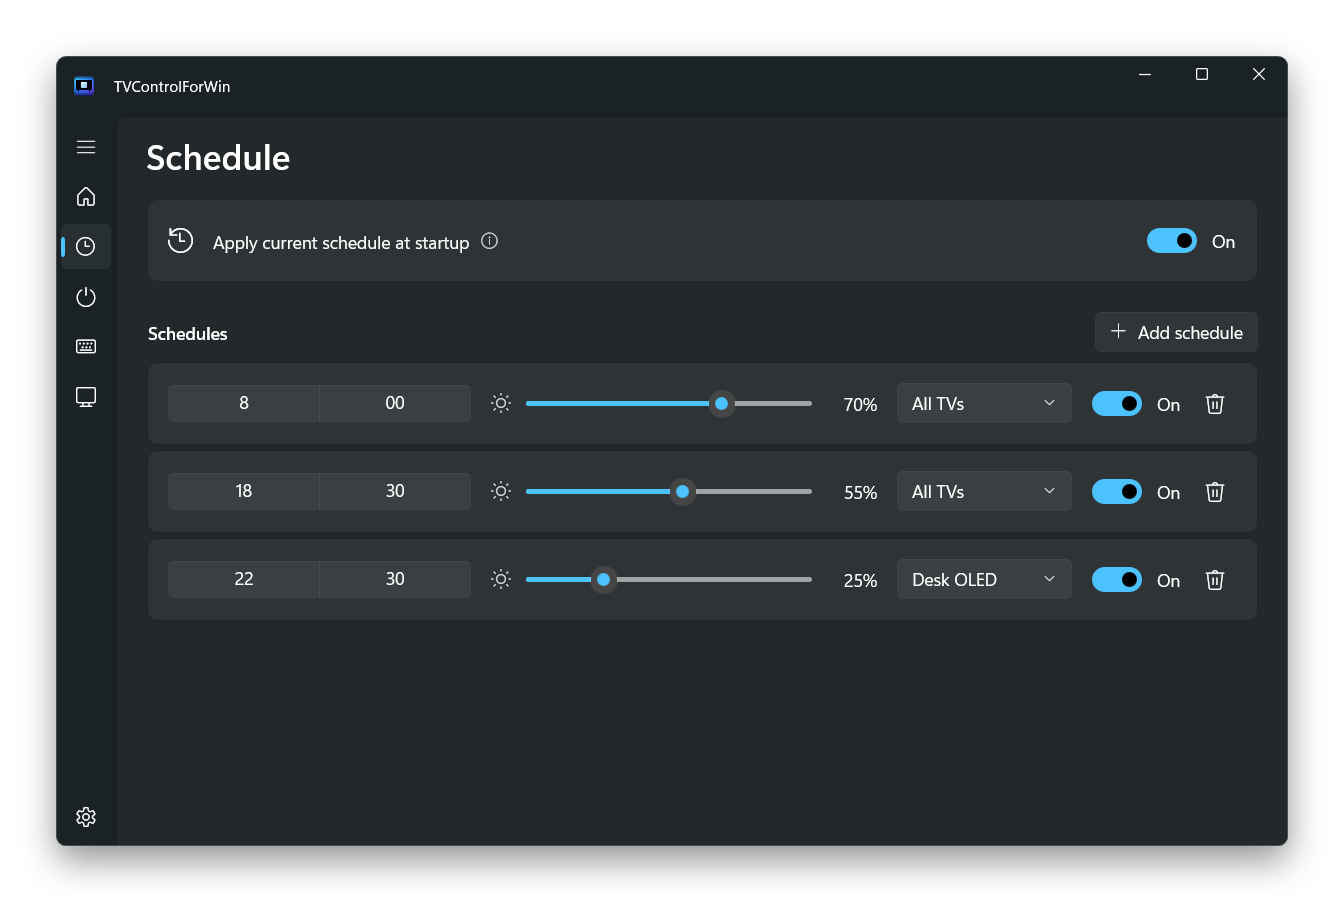 TVControlForWin
Schedule
Apply current schedule at startup On
Schedules Add schedule
8 00 70% All TVs On
18 30 55% All TVs On
22 30 25% Desk OLED On